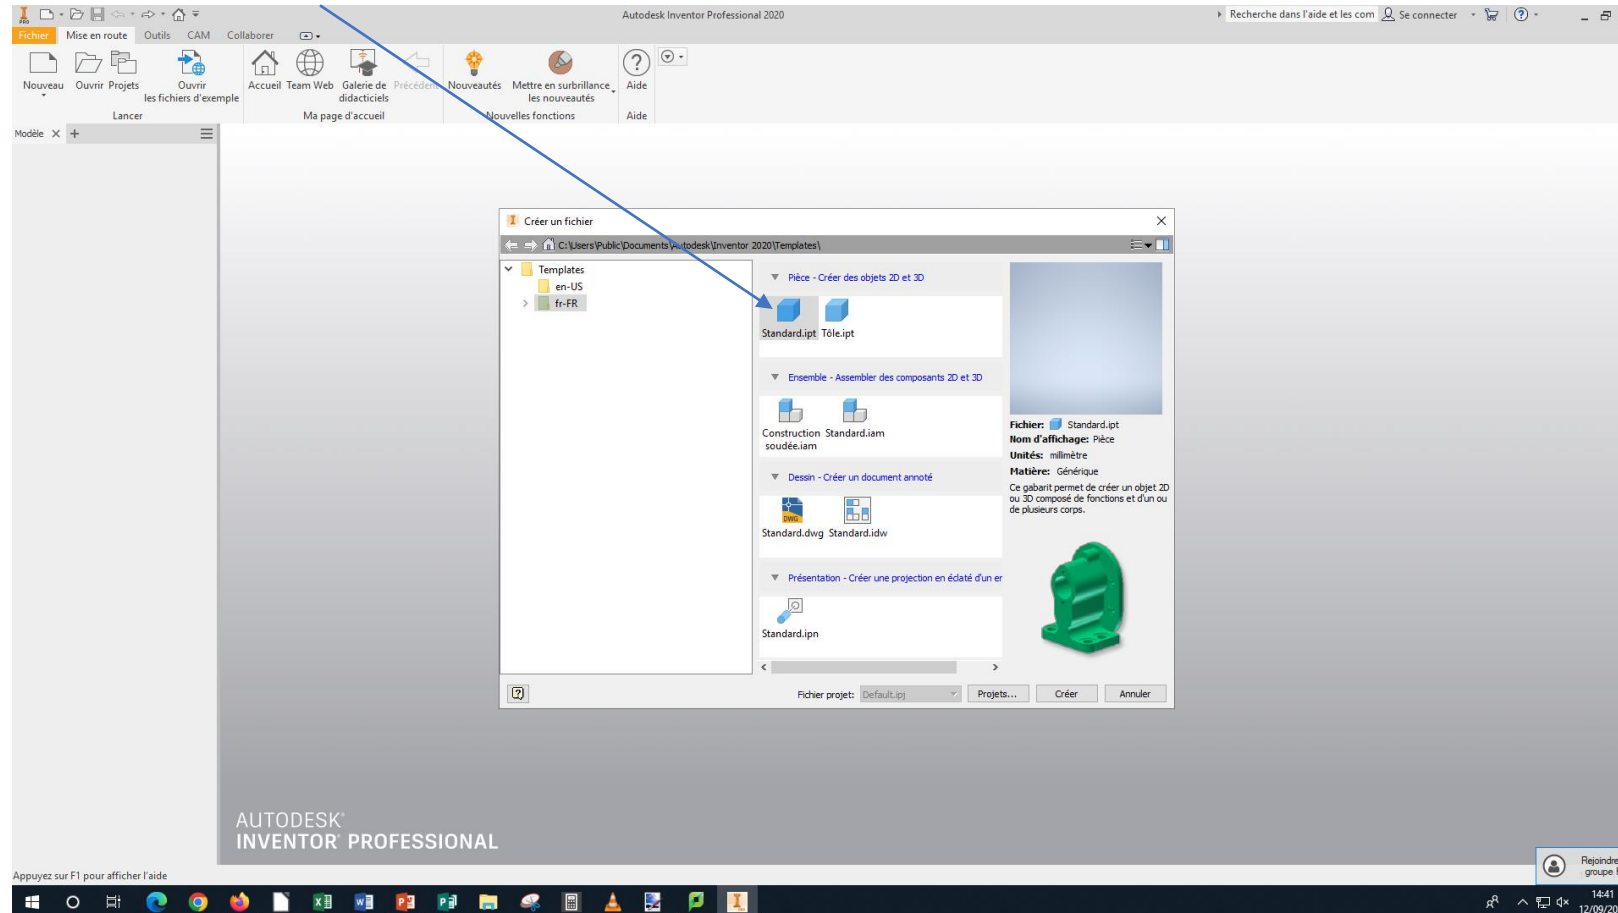 Autodesk Inventor Professional 2020
Recherche dans l'aide et les com
Se connecter
PRO
Fichier
Mise en route
Outils
CAM
Collaborer
Nouveau
Ouvrir
Projets
Ouvrir
les fichiers d'exemple
Accueil
Team Web
Galerie de
didacticiels
Précédent
Nouveautés
Mettre en surbrillance
les nouveautés
Aide
Lancer
Ma page d'accueil
Nouvelles fonctions
Aide
Modèle
Créer un fichier
C:\Users\Public\Documents\Autodesk\Inventor 2020\Templates\
Templates
en-US
fr-FR
Pièce - Créer des objets 2D et 3D
Standard.ipt
Tôle.ipt
Ensemble - Assembler des composants 2D et 3D
Construction
soudée.iam
Standard.iam
Dessin - Créer un document annoté
DWG
Standard.dwg
Standard.idw
Présentation - Créer une projection en éclaté d'un er
Standard.ipn
Fichier: Standard.ipt
Nom d'affichage: Pièce
Unités: millimètre
Matière: Générique
Ce gabarit permet de créer un objet 2D
ou 3D composé de fonctions et d'un ou
de plusieurs corps.
Fichier projet:
Default.ipj
Projets...
Créer
Annuler
AUTODESK®
INVENTOR® PROFESSIONAL
Appuyez sur F1 pour afficher l'aide
Rejoindre
groupe
14:41
12/09/20